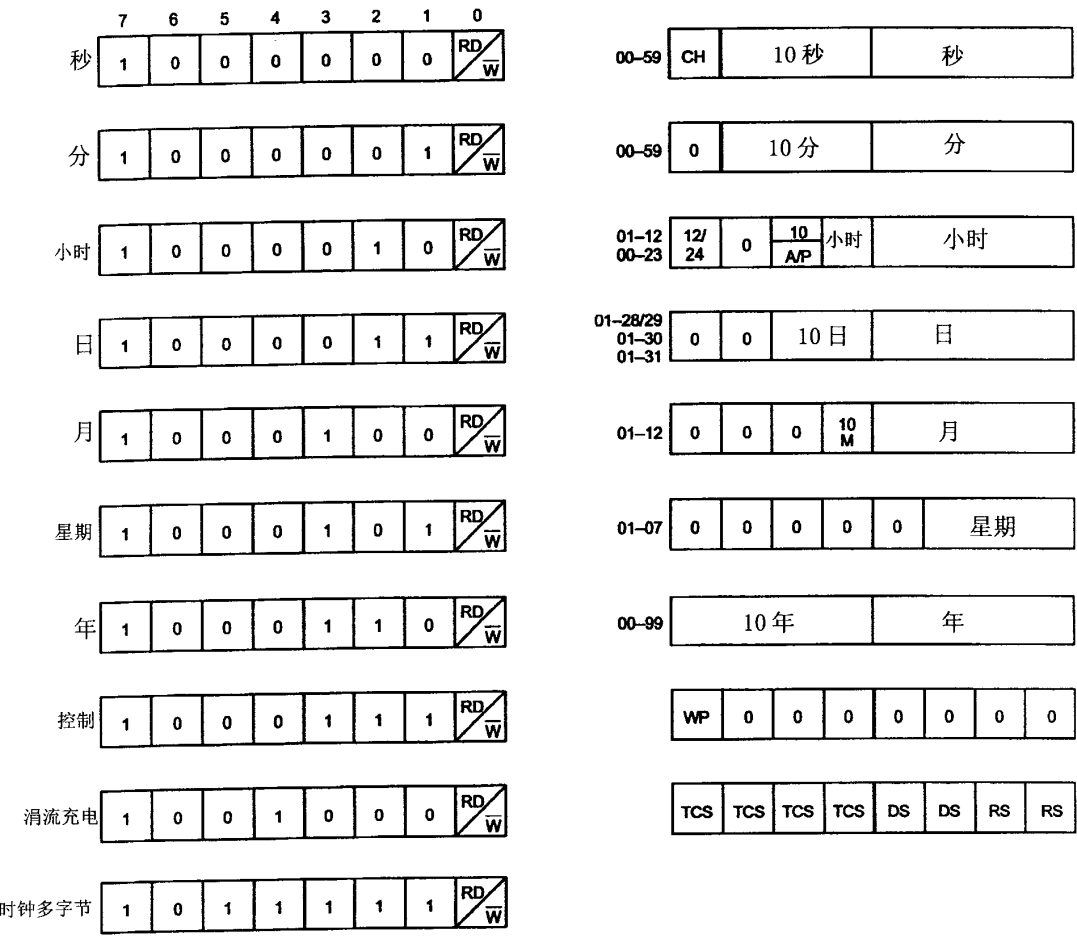 7 6 5 4 3 2 1 0
秒 1 0 0 0 0 0 0 RD/W̅
00–59 CH 10 秒 秒
分 1 0 0 0 0 0 1 RD/W̅
00–59 0 10 分 分
小时 1 0 0 0 0 1 0 RD/W̅
01–12 12/ 0 10 小时 小时
00–23 24 A/P
日 1 0 0 0 0 1 1 RD/W̅
01–28/29
01–30 0 0 10 日 日
01–31
月 1 0 0 0 1 0 0 RD/W̅
01–12 0 0 0 10 月
M
星期 1 0 0 0 1 0 1 RD/W̅
01–07 0 0 0 0 0 星期
年 1 0 0 0 1 1 0 RD/W̅
00–99 10 年 年
控制 1 0 0 0 1 1 1 RD/W̅
WP 0 0 0 0 0 0 0
涓流充电 1 0 0 1 0 0 0 RD/W̅
TCS TCS TCS TCS DS DS RS RS
时钟多字节 1 0 1 1 1 1 1 RD/W̅